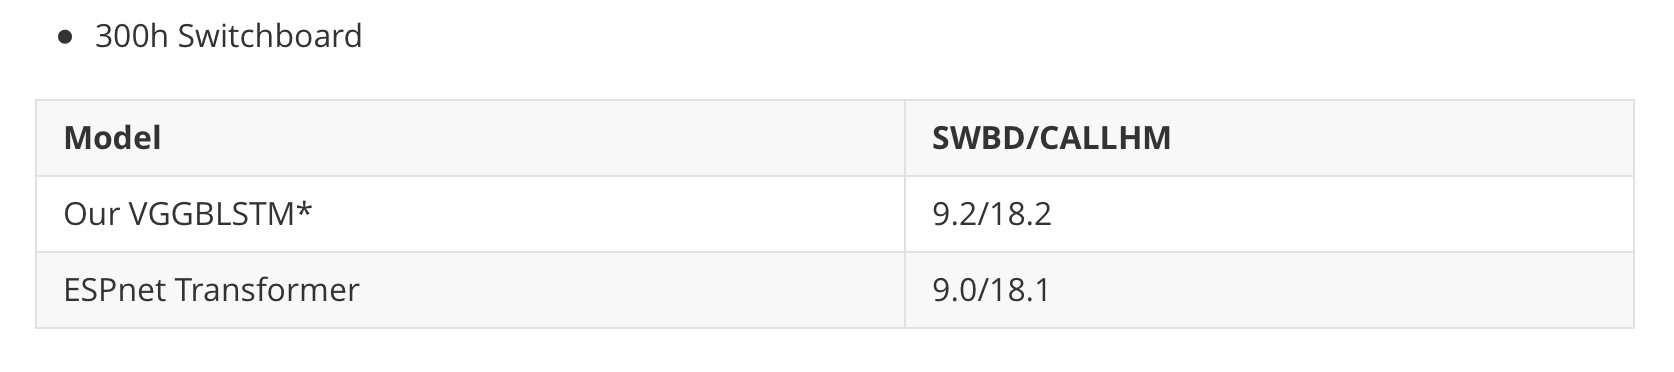 300h Switchboard
Model SWBD/CALLHM
Our VGGBLSTM* 9.2/18.2
ESPnet Transformer 9.0/18.1